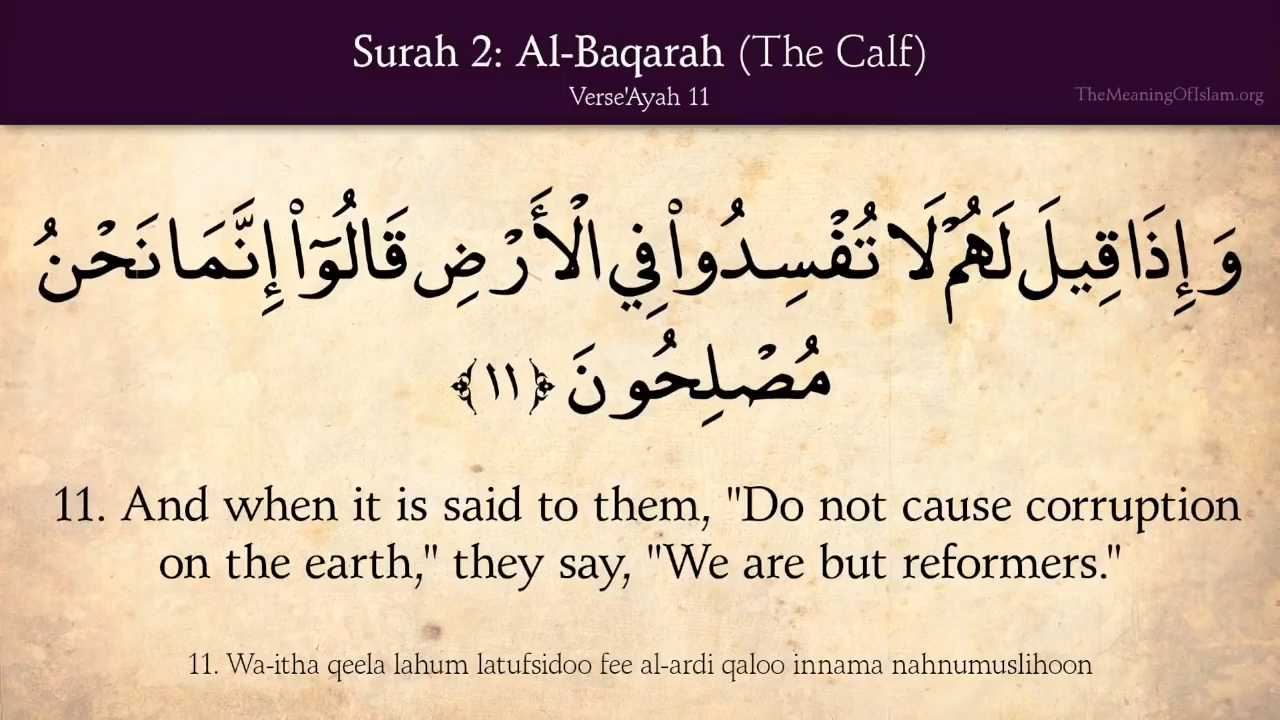 Surah 2: Al-Baqarah (The Calf)
Verse'Ayah 11
TheMeaningOfIslam.org
وَإِذَا قِيلَ لَهُمْ لَا تُفْسِدُواْ فِي الْأَرْضِ قَالُوٓاْ إِنَّمَا نَحْنُ
مُصْلِحُونَ ﴿١١﴾
11. And when it is said to them, "Do not cause corruption
on the earth," they say, "We are but reformers."
11. Wa-itha qeela lahum latufsidoo fee al-ardi qaloo innama nahnumuslihoon